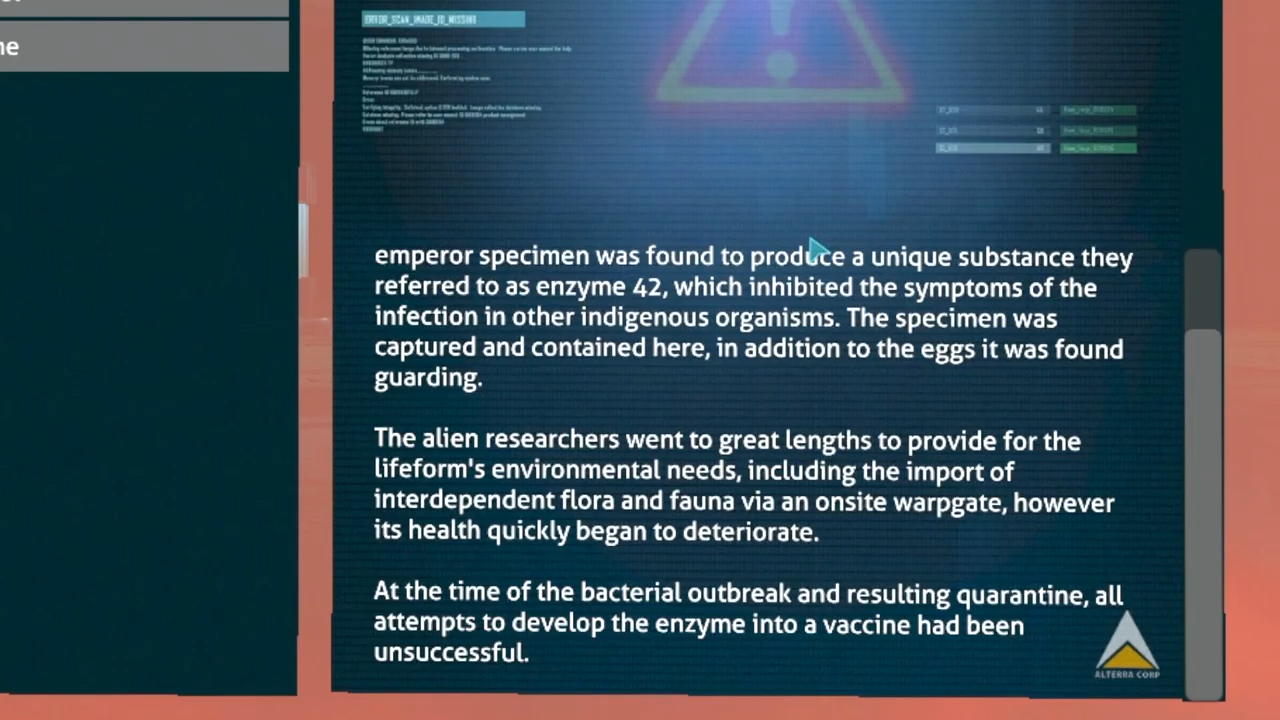 ne
ERROR_SCAN_IMAGE_ID_MISSING
emperor specimen was found to produce a unique substance they
referred to as enzyme 42, which inhibited the symptoms of the
infection in other indigenous organisms. The specimen was
captured and contained here, in addition to the eggs it was found
guarding.
The alien researchers went to great lengths to provide for the
lifeform's environmental needs, including the import of
interdependent flora and fauna via an onsite warpgate, however
its health quickly began to deteriorate.
At the time of the bacterial outbreak and resulting quarantine, all
attempts to develop the enzyme into a vaccine had been
unsuccessful.
ALTERRA CORP